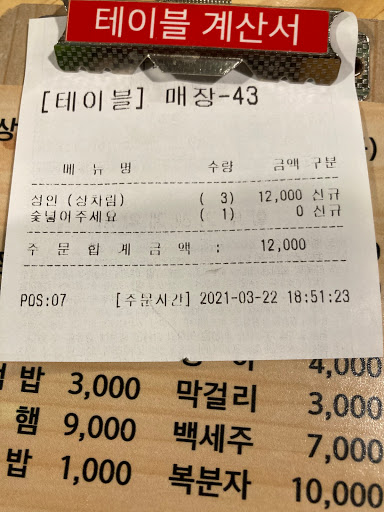 테이블 계산서
[테이블] 매장-43
메 뉴 명 수량 금액 구분
성인 (상차림) ( 3) 12,000 신규
숯넣어주세요 ( 1) 0 신규
주 문 합 계 금 액 : 12,000
POS:07 [주문시간] 2021-03-22 18:51:23
상
4,000
밥 3,000 막걸리 3,000
햄 9,000 백세주 7,000
밥 1,000 복분자 10,000